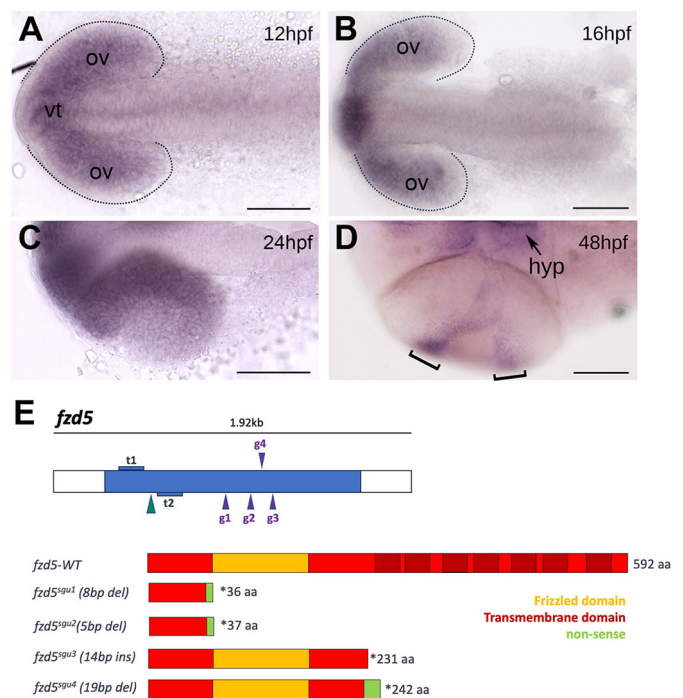 A
12hpf
ov
vt
ov
B
16hpf
ov
ov
C
24hpf
D
48hpf
hyp
E
fzd5
1.92kb
g4
t1
t2
g1 g2 g3
fzd5-WT
592 aa
fzd5sgu1 (8bp del)
*36 aa
fzd5sgu2(5bp del)
*37 aa
Frizzled domain
Transmembrane domain
non-sense
fzd5sgu3 (14bp ins)
*231 aa
fzd5sgu4 (19bp del)
*242 aa